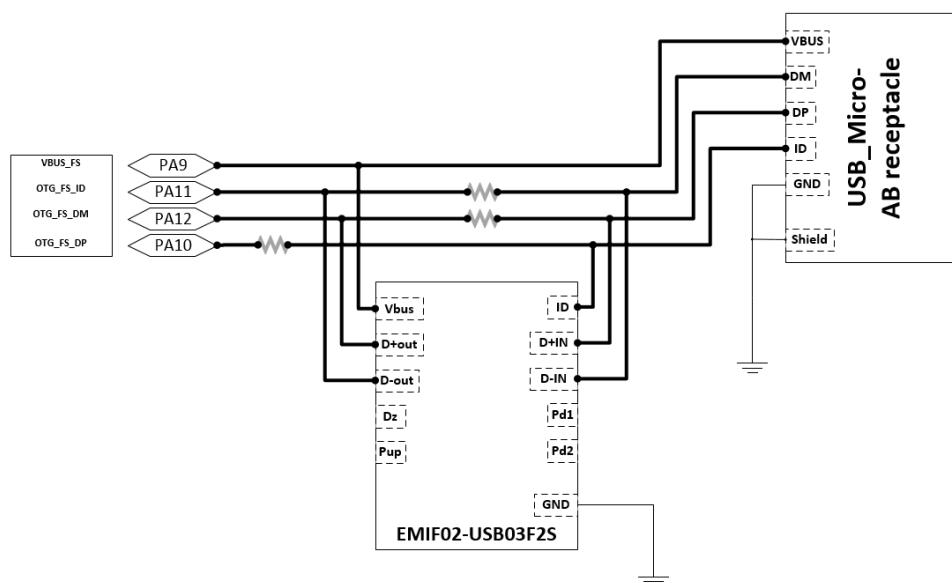 VBUS
DM
DP
ID
GND
Shield
USB_Micro-
AB receptacle
VBUS_FS
PA9
OTG_FS_ID
PA11
OTG_FS_DM
PA12
OTG_FS_DP
PA10
Vbus
ID
D+out
D+IN
D-out
D-IN
Dz
Pd1
Pup
Pd2
GND
EMIF02-USB03F2S